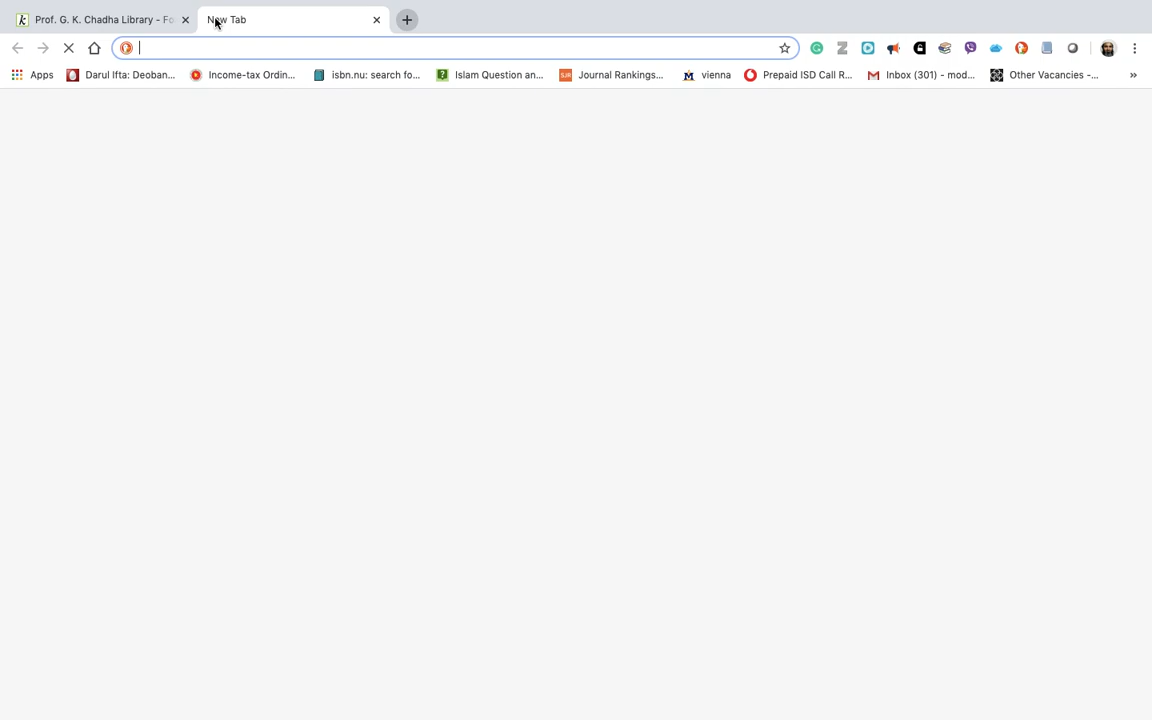 Prof. G. K. Chadha Library - Fo
New Tab
Apps
Darul Ifta: Deoban...
Income-tax Ordin...
isbn.nu: search fo...
Islam Question an...
SJR
Journal Rankings...
vienna
Prepaid ISD Call R...
Inbox (301) - mod...
Other Vacancies -...
»